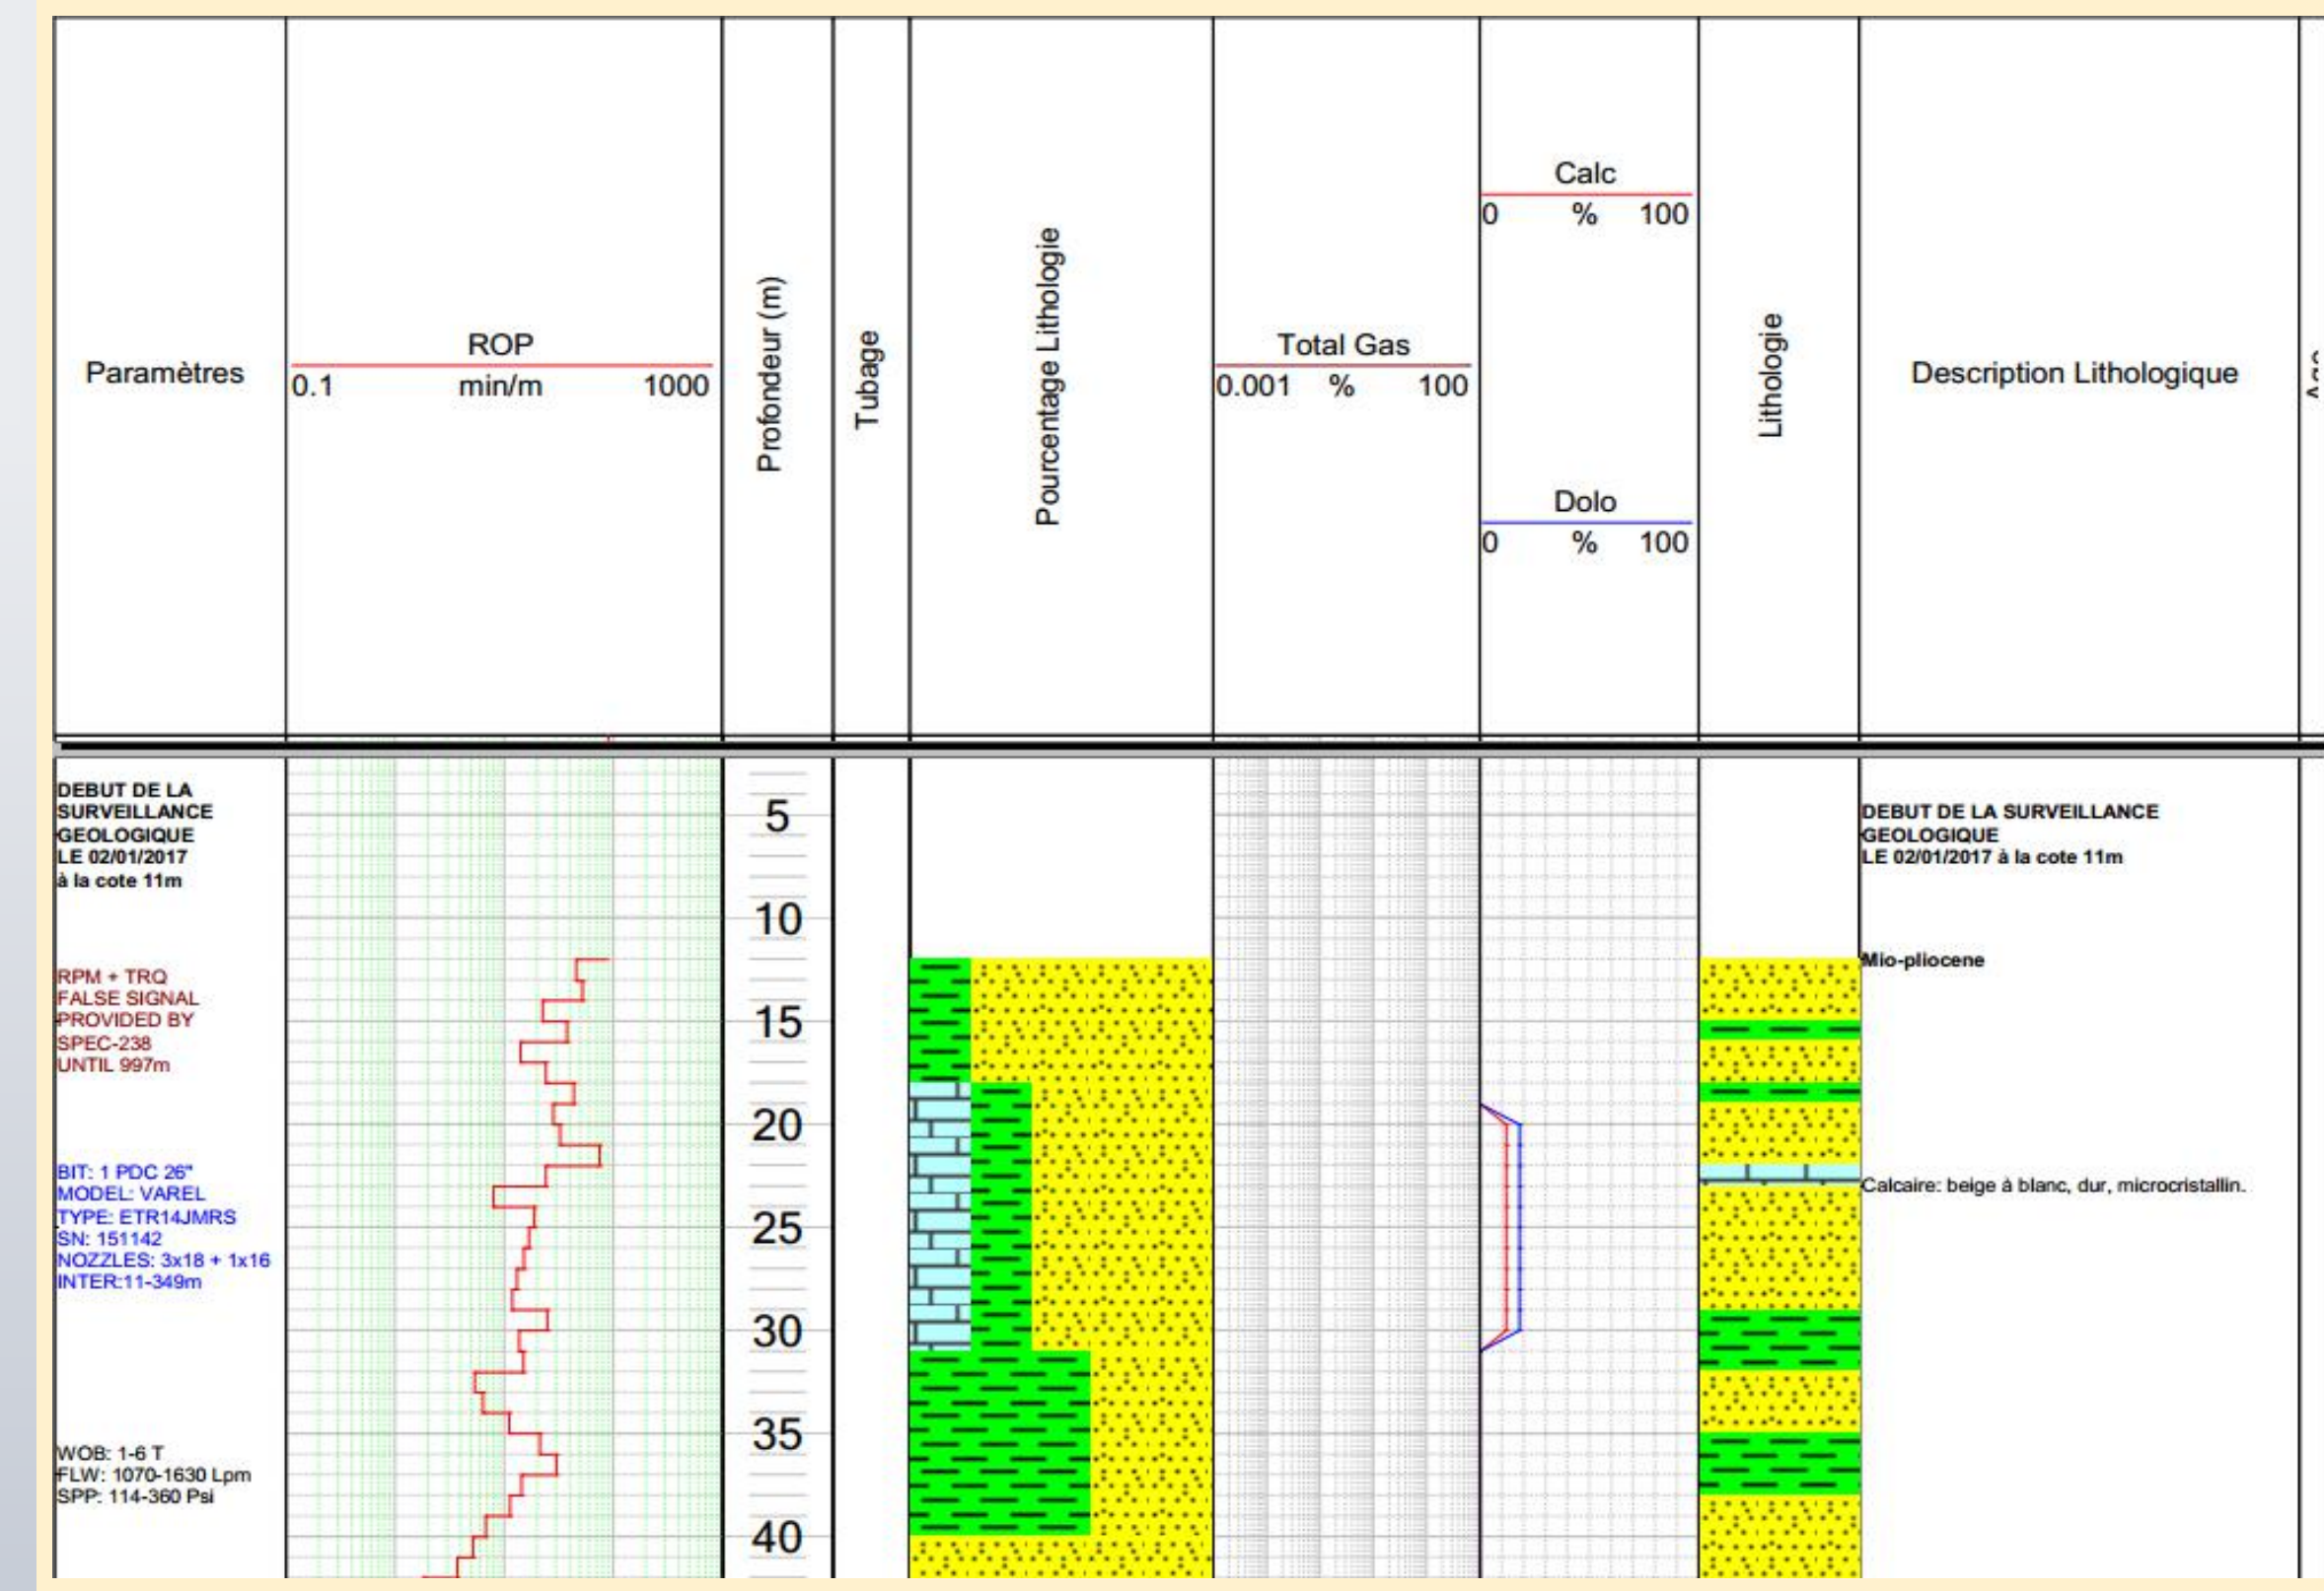 Paramètres
ROP
0.1 min/m 1000
Profondeur (m)
Tubage
Pourcentage Lithologie
Total Gas
0.001 % 100
Calc
0 % 100
Dolo
0 % 100
Lithologie
Description Lithologique
DEBUT DE LA
SURVEILLANCE
GEOLOGIQUE
LE 02/01/2017
à la cote 11m
RPM + TRQ
FALSE SIGNAL
PROVIDED BY
SPEC-238
UNTIL 997m
BIT: 1 PDC 26"
MODEL: VAREL
TYPE: ETR14JMRS
SN: 151142
NOZZLES: 3x18 + 1x16
INTER:11-349m
WOB: 1-6 T
FLW: 1070-1630 Lpm
SPP: 114-360 Psi
5
10
15
20
25
30
35
40
DEBUT DE LA SURVEILLANCE
GEOLOGIQUE
LE 02/01/2017 à la cote 11m
Mio-pliocene
Calcaire: beige à blanc, dur, microcristallin.